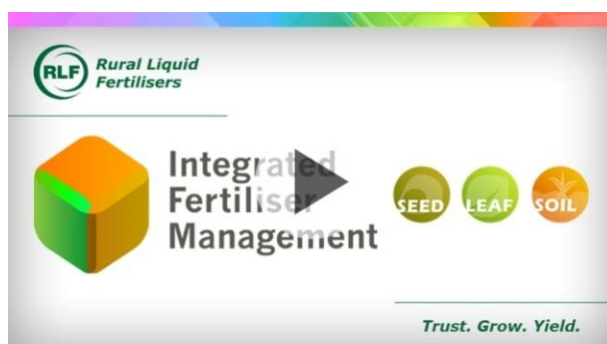 RLF
Rural Liquid
Fertilisers
Integrated
Fertiliser
Management
SEED
LEAF
SOIL
Trust. Grow. Yield.